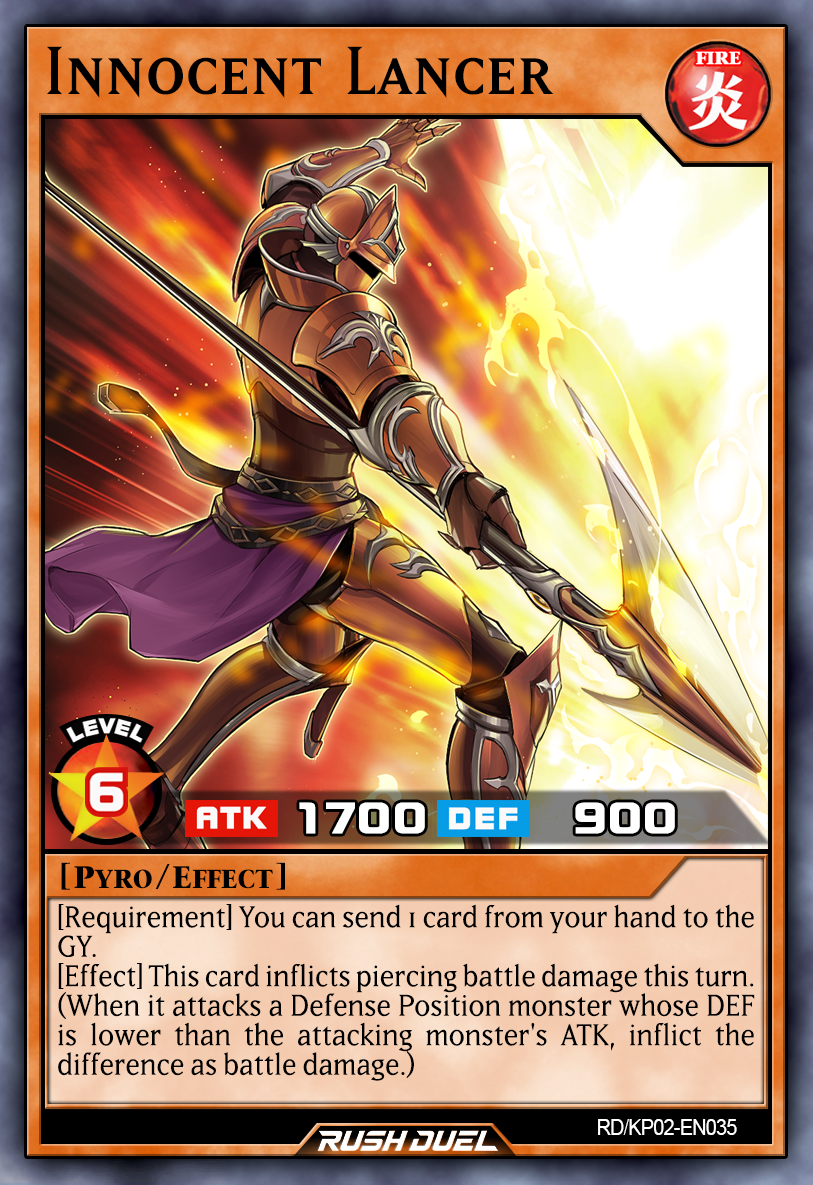 Innocent Lancer
FIRE
炎
LEVEL
6
ATK 1700 DEF 900
[Pyro/Effect]
[Requirement] You can send 1 card from your hand to the
GY.
[Effect] This card inflicts piercing battle damage this turn.
(When it attacks a Defense Position monster whose DEF
is lower than the attacking monster's ATK, inflict the
difference as battle damage.)
RD/KP02-EN035
RUSH DUEL